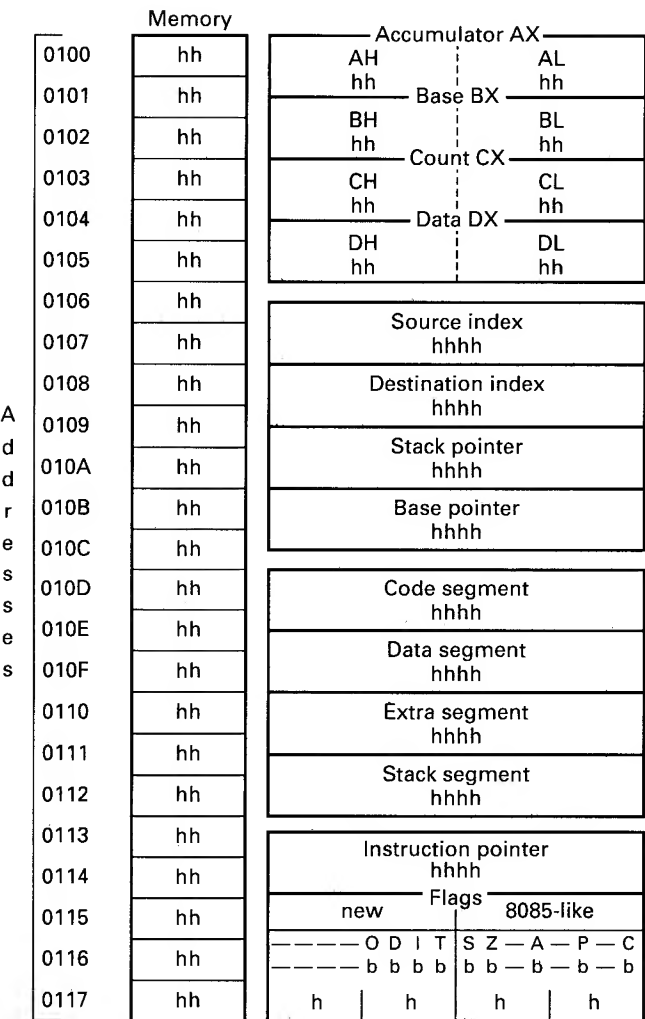 Memory
Addresses
0100 hh
0101 hh
0102 hh
0103 hh
0104 hh
0105 hh
0106 hh
0107 hh
0108 hh
0109 hh
010A hh
010B hh
010C hh
010D hh
010E hh
010F hh
0110 hh
0111 hh
0112 hh
0113 hh
0114 hh
0115 hh
0116 hh
0117 hh
Accumulator AX
AH AL
hh hh
Base BX
BH BL
hh hh
Count CX
CH CL
hh hh
Data DX
DH DL
hh hh
Source index
hhhh
Destination index
hhhh
Stack pointer
hhhh
Base pointer
hhhh
Code segment
hhhh
Data segment
hhhh
Extra segment
hhhh
Stack segment
hhhh
Instruction pointer
hhhh
Flags
new 8085-like
– – – – O D I T S Z – A – P – C
– – – – b b b b b b – b – b – b
h h h h